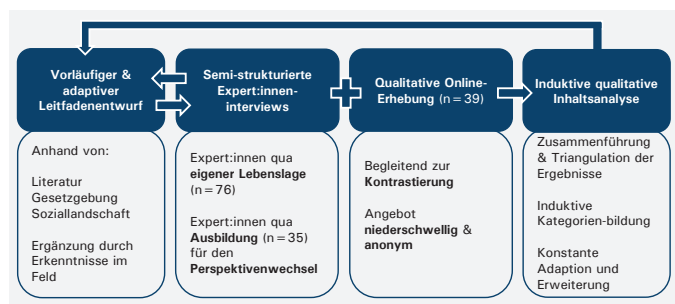 Vorläufiger &
adaptiver
Leitfadenentwurf
Anhand von:
Literatur
Gesetzgebung
Soziallandschaft
Ergänzung durch
Erkenntnisse im
Feld
Semi-strukturierte
Expert:innen-
interviews
Expert:innen qua
eigener Lebenslage
(n = 76)
Expert:innen qua
Ausbildung (n = 35)
für den
Perspektivenwechsel
Qualitative Online-
Erhebung (n = 39)
Begleitend zur
Kontrastierung
Angebot
niederschwellig &
anonym
Induktive qualitative
Inhaltsanalyse
Zusammenführung
& Triangulation der
Ergebnisse
Induktive
Kategorien-bildung
Konstante
Adaption und
Erweiterung